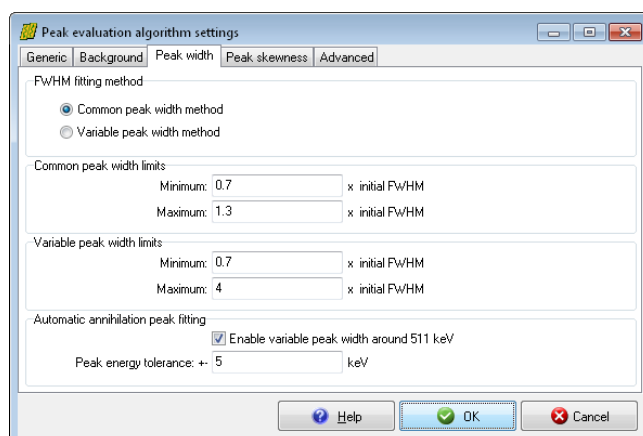 Peak evaluation algorithm settings
Generic Background Peak width Peak skewness Advanced
FWHM fitting method
Common peak width method
Variable peak width method
Common peak width limits
Minimum: 0.7 x initial FWHM
Maximum: 1.3 x initial FWHM
Variable peak width limits
Minimum: 0.7 x initial FWHM
Maximum: 4 x initial FWHM
Automatic annihilation peak fitting
Enable variable peak width around 511 keV
Peak energy tolerance: +- 5 keV
Help OK Cancel